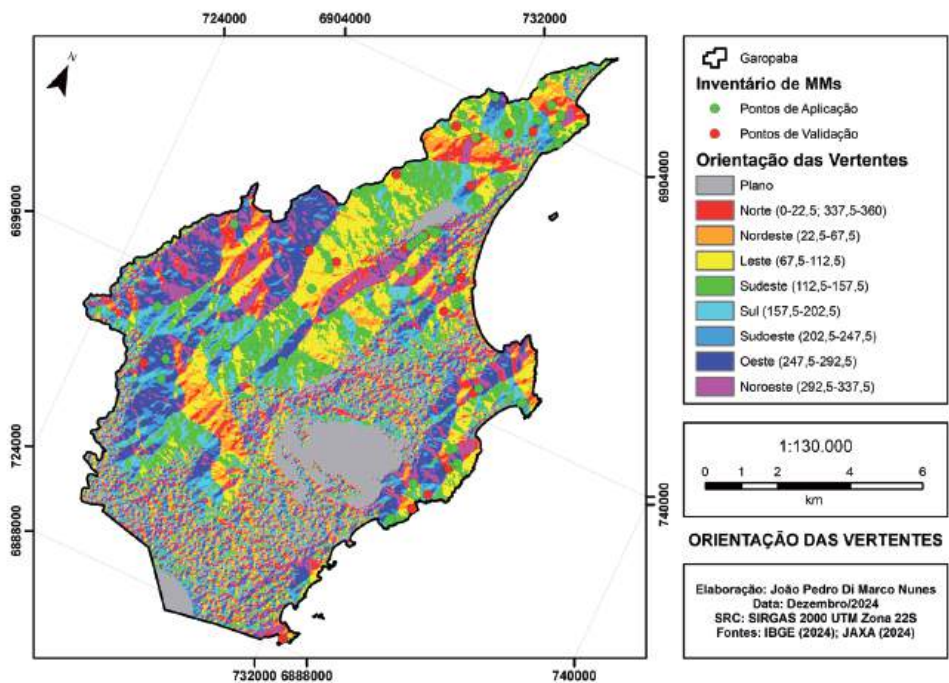 724000
6904000
732000
N
6896000
724000
6888000
6904000
740000
732000
6888000
740000
Garopaba
Inventário de MMs
Pontos de Aplicação
Pontos de Validação
Orientação das Vertentes
Plano
Norte (0-22,5; 337,5-360)
Nordeste (22,5-67,5)
Leste (67,5-112,5)
Sudeste (112,5-157,5)
Sul (157,5-202,5)
Sudoeste (202,5-247,5)
Oeste (247,5-292,5)
Noroeste (292,5-337,5)
1:130.000
0 1 2 4 6
km
ORIENTAÇÃO DAS VERTENTES
Elaboração: João Pedro Di Marco Nunes
Data: Dezembro/2024
SRC: SIRGAS 2000 UTM Zona 22S
Fontes: IBGE (2024); JAXA (2024)